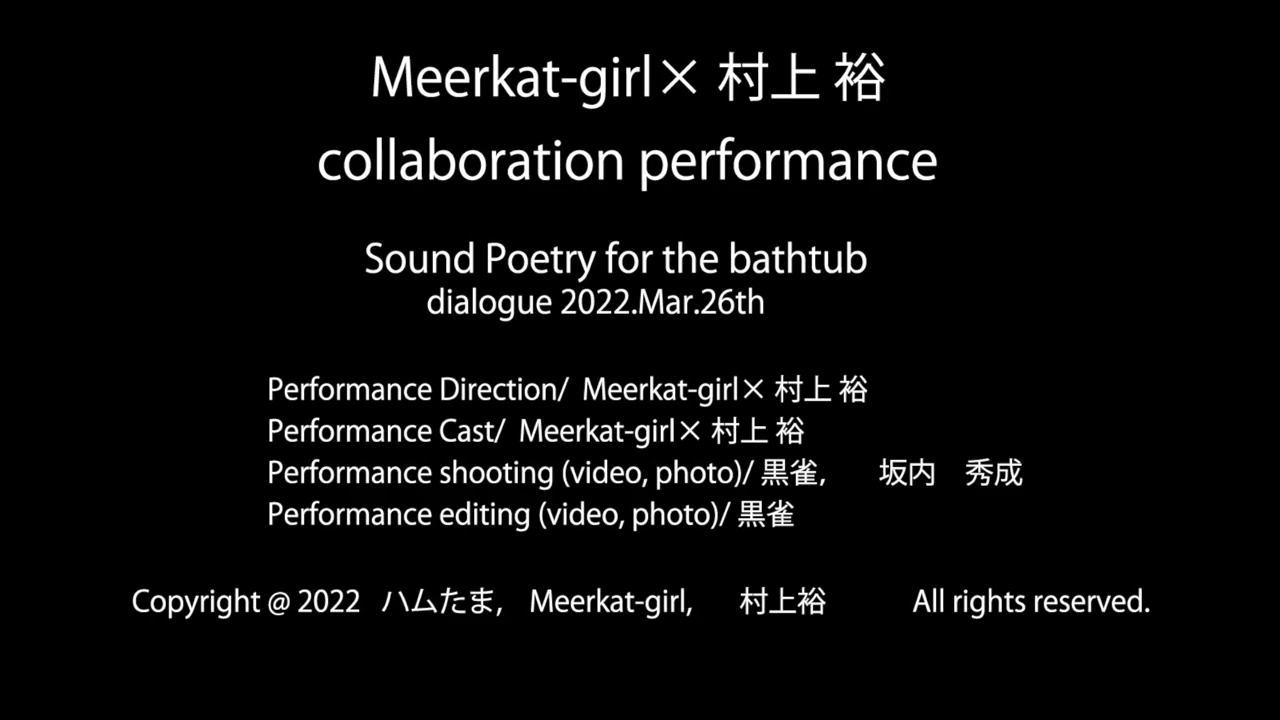 Meerkat-girl× 村上 裕
collaboration performance
Sound Poetry for the bathtub
dialogue 2022.Mar.26th
Performance Direction/ Meerkat-girl× 村上 裕
Performance Cast/ Meerkat-girl× 村上 裕
Performance shooting (video, photo)/ 黒雀, 坂内 秀成
Performance editing (video, photo)/ 黒雀
Copyright @ 2022 ハムたま, Meerkat-girl, 村上裕 All rights reserved.